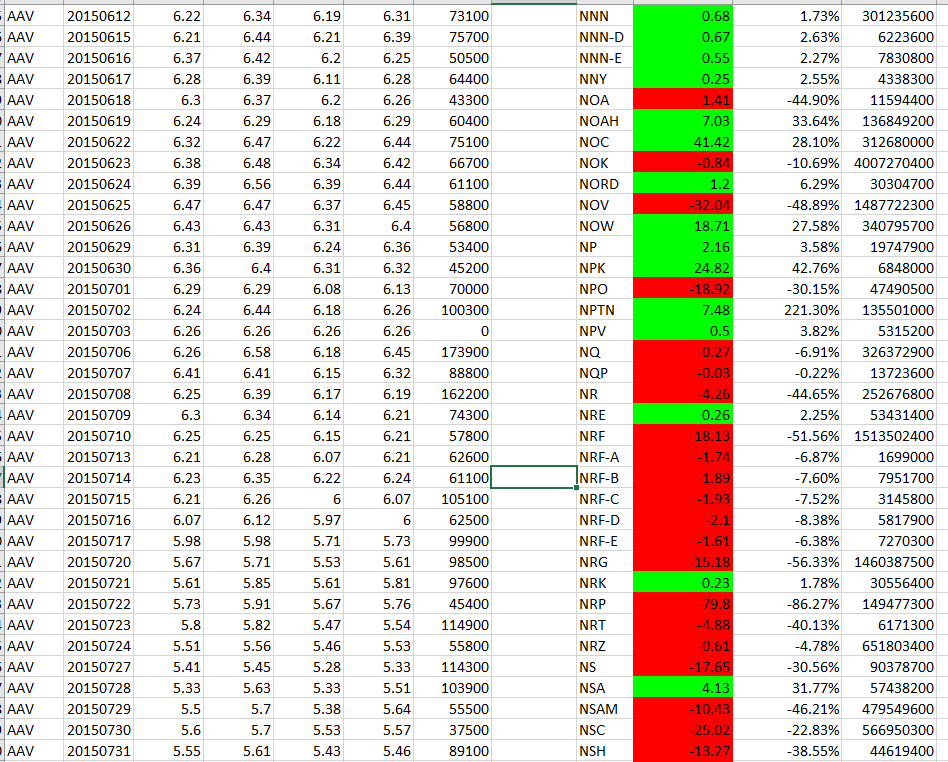 AAV 20150612 6.22 6.34 6.19 6.31 73100 NNN 0.68 1.73% 301235600
AAV 20150615 6.21 6.44 6.21 6.39 75700 NNN-D 0.67 2.63% 6223600
AAV 20150616 6.37 6.42 6.2 6.25 50500 NNN-E 0.55 2.27% 7830800
AAV 20150617 6.28 6.39 6.11 6.28 64400 NNY 0.25 2.55% 4338300
AAV 20150618 6.3 6.37 6.2 6.26 43300 NOA -1.41 -44.90% 11594400
AAV 20150619 6.24 6.29 6.18 6.29 60400 NOAH 7.03 33.64% 136849200
AAV 20150622 6.32 6.47 6.22 6.44 75100 NOC 41.42 28.10% 312680000
AAV 20150623 6.38 6.48 6.34 6.42 66700 NOK -0.84 -10.69% 4007270400
AAV 20150624 6.39 6.56 6.39 6.44 61100 NORD 1.2 6.29% 30304700
AAV 20150625 6.47 6.47 6.37 6.45 58800 NOV -32.04 -48.89% 1487722300
AAV 20150626 6.43 6.43 6.31 6.4 56800 NOW 18.71 27.58% 340795700
AAV 20150629 6.31 6.39 6.24 6.36 53400 NP 2.16 3.58% 19747900
AAV 20150630 6.36 6.4 6.31 6.32 45200 NPK 24.82 42.76% 6848000
AAV 20150701 6.29 6.29 6.08 6.13 70000 NPO -18.92 -30.15% 47490500
AAV 20150702 6.24 6.44 6.18 6.26 100300 NPTN 7.48 221.30% 135501000
AAV 20150703 6.26 6.26 6.26 6.26 0 NPV 0.5 3.82% 5315200
AAV 20150706 6.26 6.58 6.18 6.45 173900 NQ -0.27 -6.91% 326372900
AAV 20150707 6.41 6.41 6.15 6.32 88800 NQP -0.03 -0.22% 13723600
AAV 20150708 6.25 6.39 6.17 6.19 162200 NR -4.26 -44.65% 252676800
AAV 20150709 6.3 6.34 6.14 6.21 74300 NRE 0.26 2.25% 53431400
AAV 20150710 6.25 6.25 6.15 6.21 57800 NRF -18.13 -51.56% 1513502400
AAV 20150713 6.21 6.28 6.07 6.21 62600 NRF-A -1.74 -6.87% 1699000
AAV 20150714 6.23 6.35 6.22 6.24 61100 NRF-B -1.89 -7.60% 7951700
AAV 20150715 6.21 6.26 6 6.07 105100 NRF-C -1.93 -7.52% 3145800
AAV 20150716 6.07 6.12 5.97 6 62500 NRF-D -2.1 -8.38% 5817900
AAV 20150717 5.98 5.98 5.71 5.73 99900 NRF-E -1.61 -6.38% 7270300
AAV 20150720 5.67 5.71 5.53 5.61 98500 NRG -15.18 -56.33% 1460387500
AAV 20150721 5.61 5.85 5.61 5.81 97600 NRK 0.23 1.78% 30556400
AAV 20150722 5.73 5.91 5.67 5.76 45400 NRP -79.8 -86.27% 149477300
AAV 20150723 5.8 5.82 5.47 5.54 114900 NRT -4.88 -40.13% 6171300
AAV 20150724 5.51 5.56 5.46 5.53 55800 NRZ -0.61 -4.78% 651803400
AAV 20150727 5.41 5.45 5.28 5.33 114300 NS -17.65 -30.56% 90378700
AAV 20150728 5.33 5.63 5.33 5.51 103900 NSA 4.13 31.77% 57438200
AAV 20150729 5.5 5.7 5.38 5.64 55500 NSAM -10.43 -46.21% 479549600
AAV 20150730 5.6 5.7 5.53 5.57 37500 NSC -25.02 -22.83% 566950300
AAV 20150731 5.55 5.61 5.43 5.46 89100 NSH -13.27 -38.55% 44619400